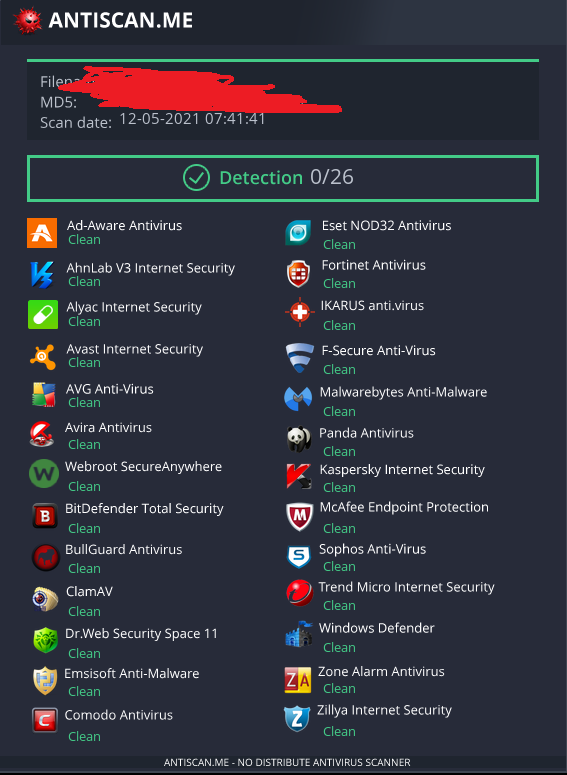 ANTISCAN.ME
MD5:
Scan date: 12-05-2021 07:41:41
Detection 0/26
Ad-Aware Antivirus
Clean
AhnLab V3 Internet Security
Clean
Alyac Internet Security
Clean
Avast Internet Security
Clean
AVG Anti-Virus
Clean
Avira Antivirus
Clean
Webroot SecureAnywhere
Clean
BitDefender Total Security
Clean
BullGuard Antivirus
Clean
ClamAV
Clean
Dr.Web Security Space 11
Clean
Emsisoft Anti-Malware
Clean
Comodo Antivirus
Clean
Eset NOD32 Antivirus
Clean
Fortinet Antivirus
Clean
IKARUS anti.virus
Clean
F-Secure Anti-Virus
Clean
Malwarebytes Anti-Malware
Clean
Panda Antivirus
Clean
Kaspersky Internet Security
Clean
McAfee Endpoint Protection
Clean
Sophos Anti-Virus
Clean
Trend Micro Internet Security
Clean
Windows Defender
Clean
Zone Alarm Antivirus
Clean
Zillya Internet Security
Clean
ANTISCAN.ME - NO DISTRIBUTE ANTIVIRUS SCANNER